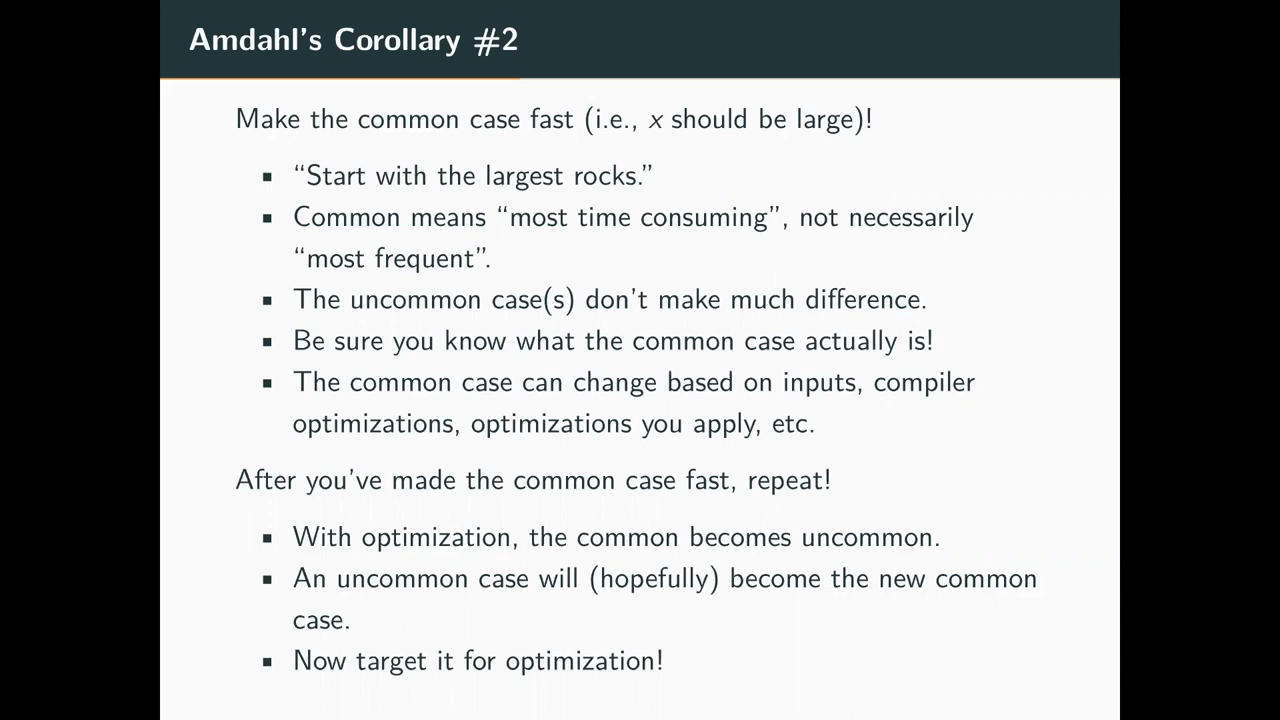 Amdahl's Corollary #2
Make the common case fast (i.e., x should be large)!
▪ “Start with the largest rocks.”
▪ Common means “most time consuming”, not necessarily
“most frequent”.
▪ The uncommon case(s) don't make much difference.
▪ Be sure you know what the common case actually is!
▪ The common case can change based on inputs, compiler
optimizations, optimizations you apply, etc.
After you've made the common case fast, repeat!
▪ With optimization, the common becomes uncommon.
▪ An uncommon case will (hopefully) become the new common
case.
▪ Now target it for optimization!